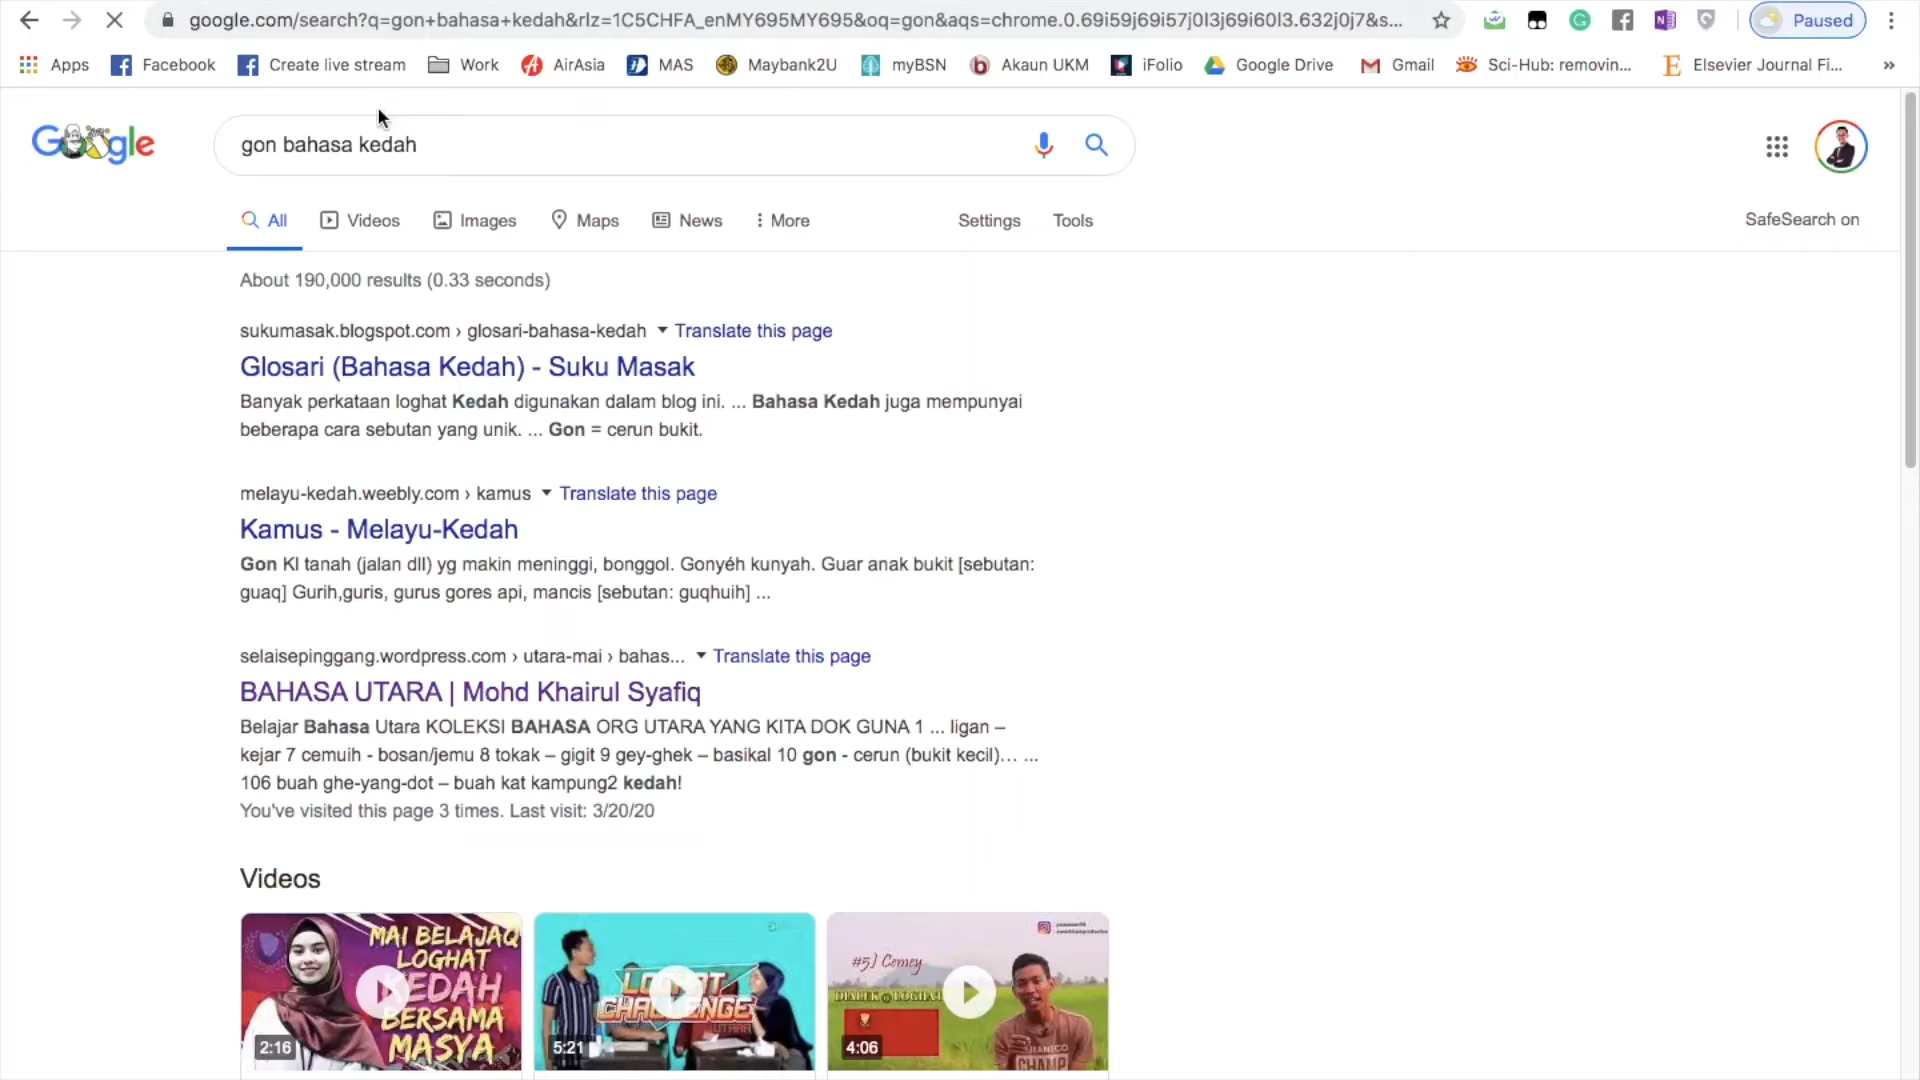 google.com/search?q=gon+bahasa+kedah&rlz=1C5CHFA_enMY695MY695&oq=gon&aqs=chrome.0.69i59j69i57j0l3j69i60l3.632j0j7&s...
Paused
Apps Facebook Create live stream Work AirAsia MAS Maybank2U myBSN Akaun UKM iFolio Google Drive Gmail Sci-Hub: removin... Elsevier Journal Fi... »
Google
gon bahasa kedah
All Videos Images Maps News More Settings Tools SafeSearch on
About 190,000 results (0.33 seconds)
sukumasak.blogspot.com › glosari-bahasa-kedah Translate this page
Glosari (Bahasa Kedah) - Suku Masak
Banyak perkataan loghat Kedah digunakan dalam blog ini. ... Bahasa Kedah juga mempunyai
beberapa cara sebutan yang unik. ... Gon = cerun bukit.
melayu-kedah.weebly.com › kamus Translate this page
Kamus - Melayu-Kedah
Gon Kl tanah (jalan dll) yg makin meninggi, bonggol. Gonyéh kunyah. Guar anak bukit [sebutan:
guaq] Gurih,guris, gurus gores api, mancis [sebutan: guqhuih] ...
selaisepinggang.wordpress.com › utara-mai › bahas... Translate this page
BAHASA UTARA | Mohd Khairul Syafiq
Belajar Bahasa Utara KOLEKSI BAHASA ORG UTARA YANG KITA DOK GUNA 1 ... ligan –
kejar 7 cemuih - bosan/jemu 8 tokak – gigit 9 gey-ghek – basikal 10 gon - cerun (bukit kecil)… ...
106 buah ghe-yang-dot – buah kat kampung2 kedah!
You've visited this page 3 times. Last visit: 3/20/20
Videos
MAI BELAJAQ
LOGHAT
KEDAH
BERSAMA
MASYA
2:16
LOGHAT
CHALLENGE
UTARA
5:21
#5) Cemey
DIALEK @ LOGHAT
CHAMP
4:06